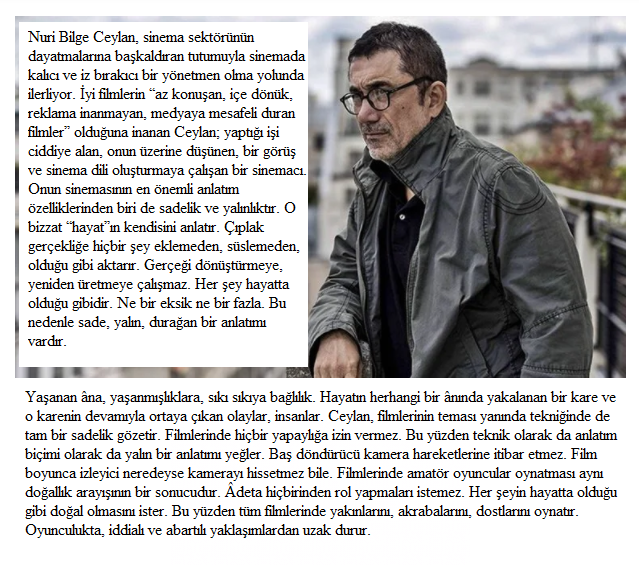 Nuri Bilge Ceylan, sinema sektörünün
dayatmalarına başkaldıran tutumuyla sinemada
kalıcı ve iz bırakıcı bir yönetmen olma yolunda
ilerliyor. İyi filmlerin “az konuşan, içe dönük,
reklama inanmayan, medyaya mesafeli duran
filmler” olduğuna inanan Ceylan; yaptığı işi
ciddiye alan, onun üzerine düşünen, bir görüş
ve sinema dili oluşturmaya çalışan bir sinemacı.
Onun sinemasının en önemli anlatım
özelliklerinden biri de sadelik ve yalınlıktır. O
bizzat “hayat”ın kendisini anlatır. Çıplak
gerçekliğe hiçbir şey eklemeden, süslemeden,
olduğu gibi aktarır. Gerçeği dönüştürmeye,
yeniden üretmeye çalışmaz. Her şey hayatta
olduğu gibidir. Ne bir eksik ne bir fazla. Bu
nedenle sade, yalın, durağan bir anlatımı
vardır.
Yaşanan âna, yaşanmışlıklara, sıkı sıkıya bağlılık. Hayatın herhangi bir ânında yakalanan bir kare ve
o karenin devamıyla ortaya çıkan olaylar, insanlar. Ceylan, filmlerinin teması yanında tekniğinde de
tam bir sadelik gözetir. Filmlerinde hiçbir yapaylığa izin vermez. Bu yüzden teknik olarak da anlatım
biçimi olarak da yalın bir anlatımı yeğler. Baş döndürücü kamera hareketlerine itibar etmez. Film
boyunca izleyici neredeyse kamerayı hissetmez bile. Filmlerinde amatör oyuncular oynatması aynı
doğallık arayışının bir sonucudur. Âdeta hiçbirinden rol yapmaları istemez. Her şeyin hayatta olduğu
gibi doğal olmasını ister. Bu yüzden tüm filmlerinde yakınlarını, akrabalarını, dostlarını oynatır.
Oyunculukta, iddialı ve abartılı yaklaşımlardan uzak durur.